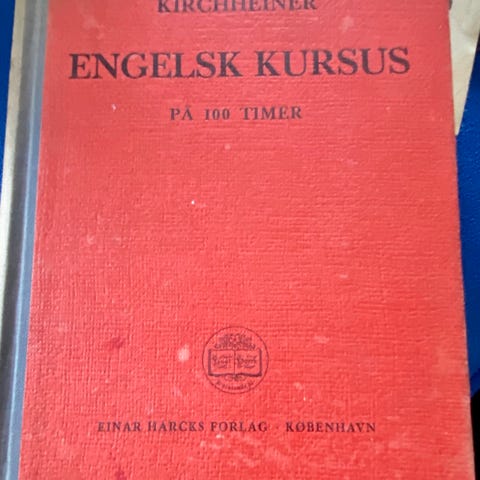 KIRCHHEINER
ENGELSK KURSUS
PÅ 100 TIMER
EINAR HARCKS FORLAG · KØBENHAVN